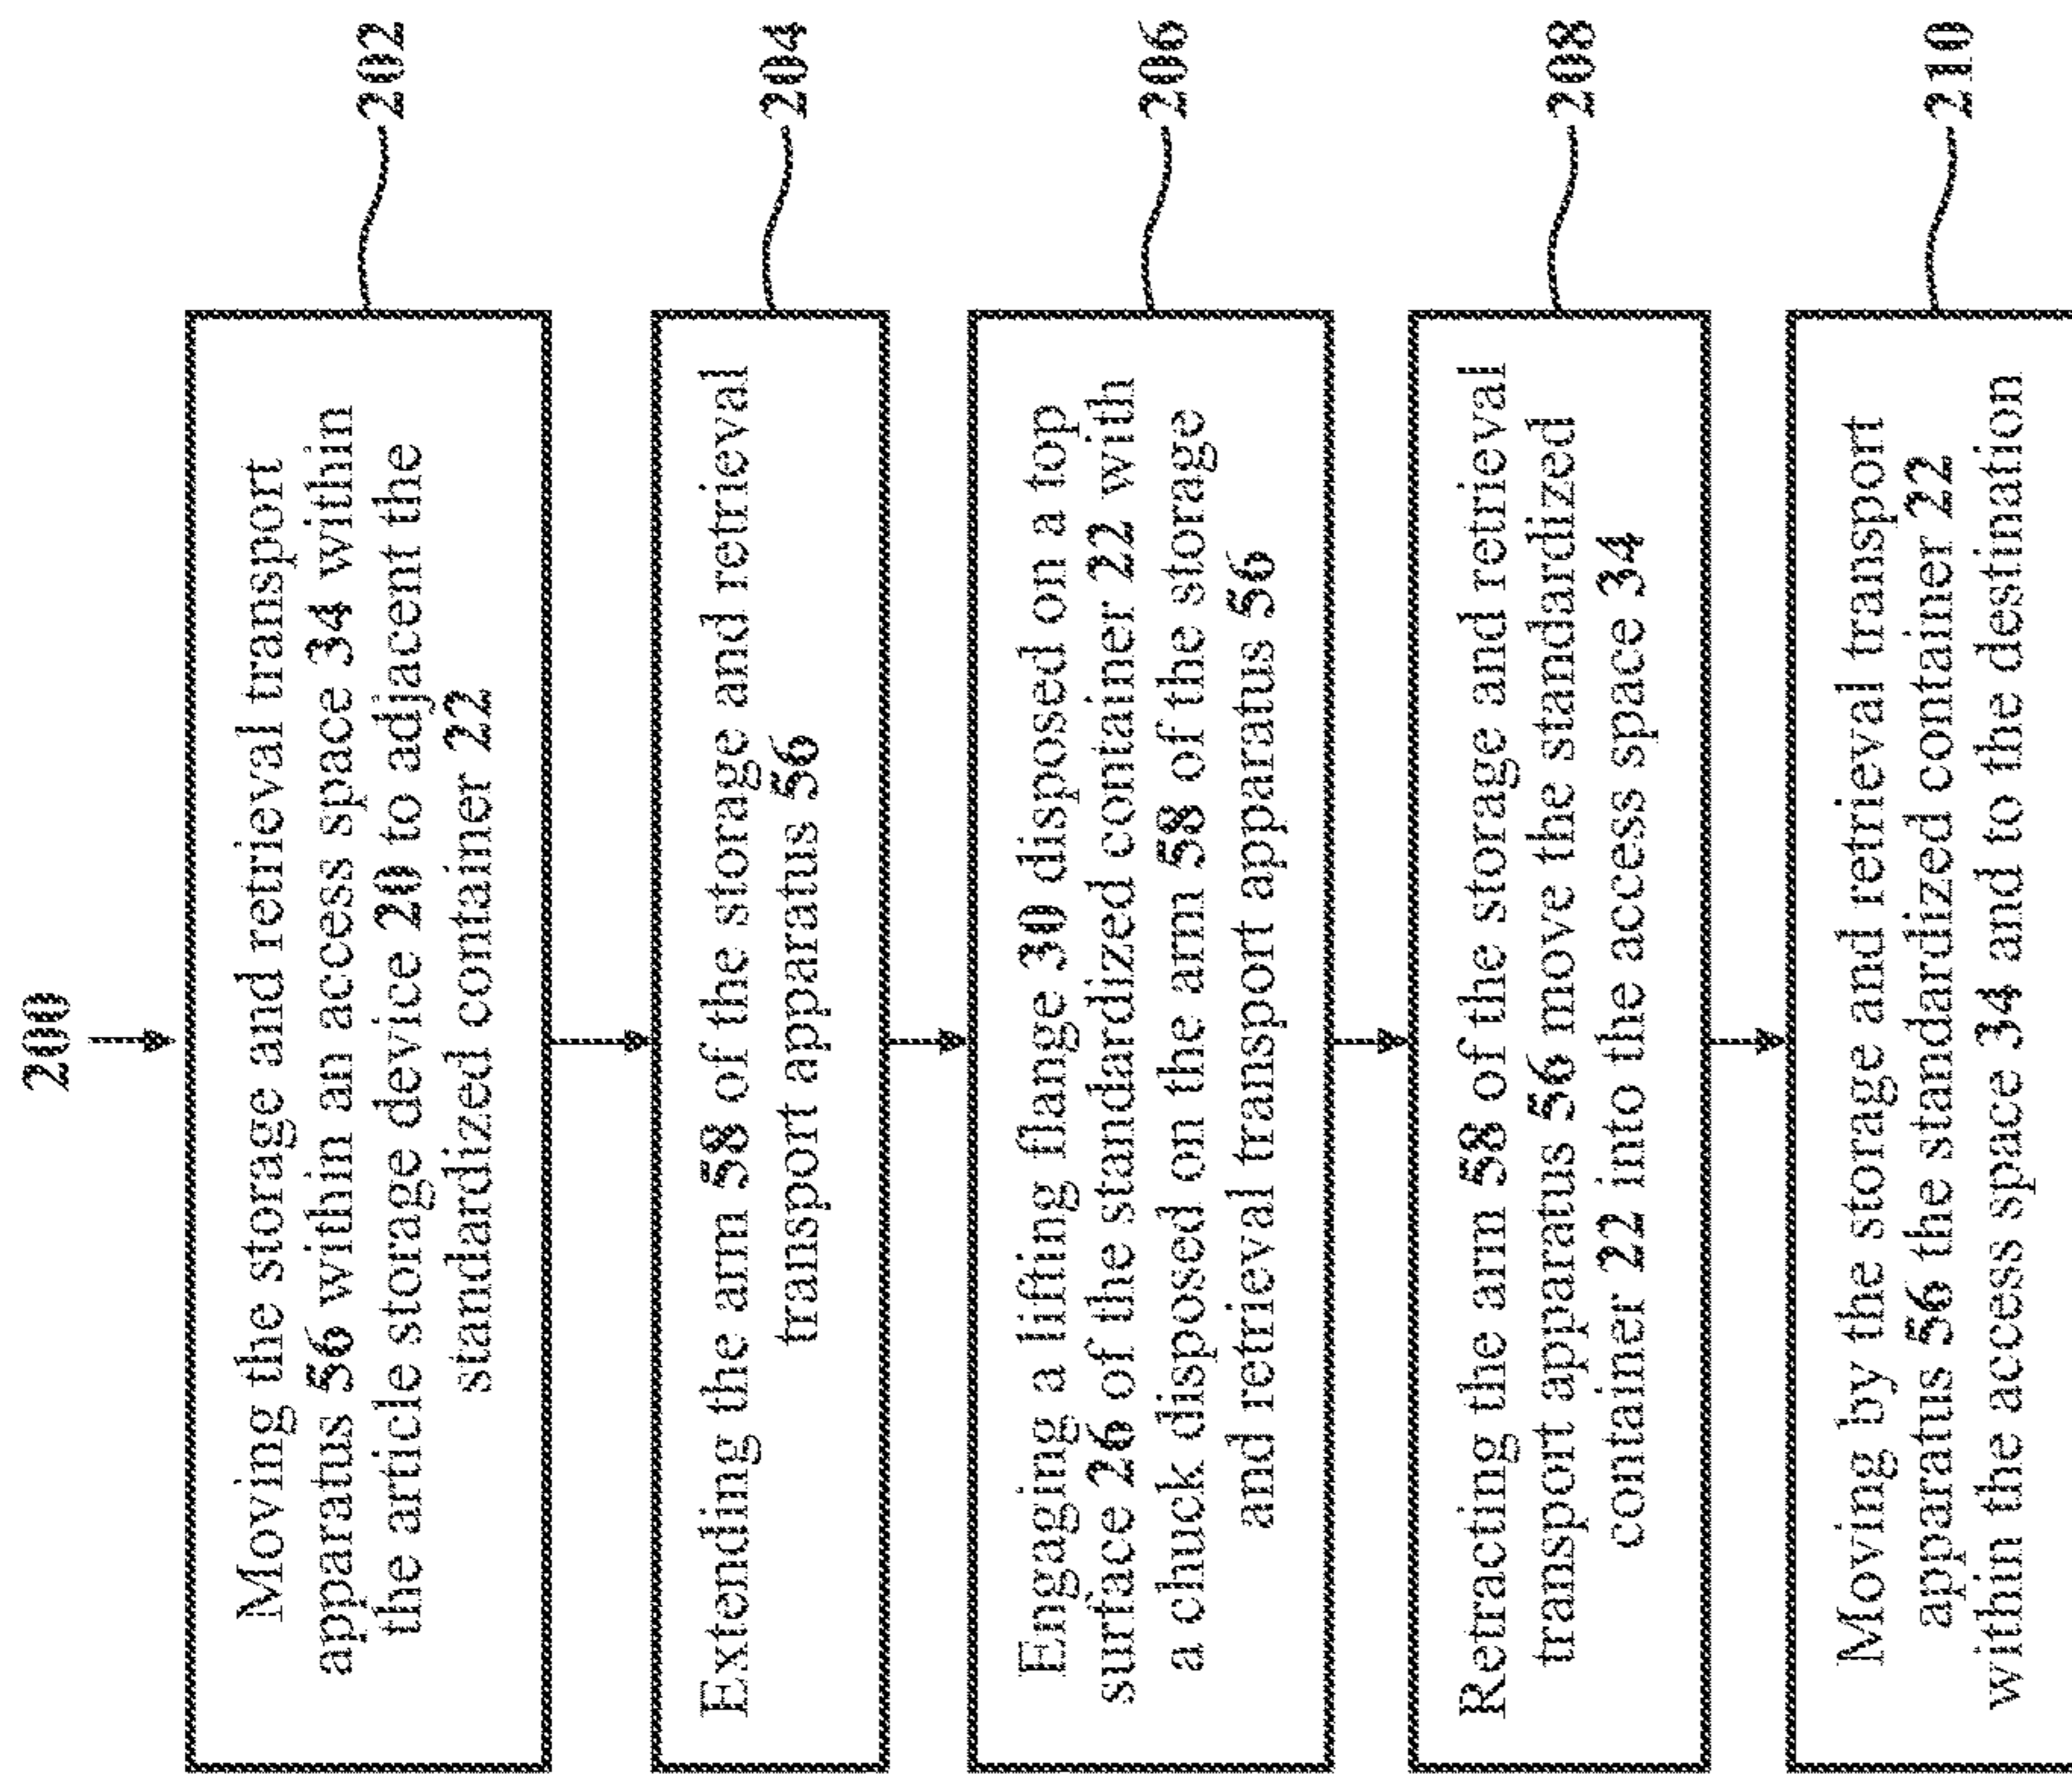 200
Moving the storage and retrieval transport
apparatus 56 within an access space 34 within
the article storage device 20 to adjacent the
standardized container 22
202
Extending the arm 58 of the storage and retrieval
transport apparatus 56
204
Engaging a lifting flange 30 disposed on a top
surface 26 of the standardized container 22 with
a chuck disposed on the arm 58 of the storage
and retrieval transport apparatus 56
206
Retracting the arm 58 of the storage and retrieval
transport apparatus 56 move the standardized
container 22 into the access space 34
208
Moving by the storage and retrieval transport
apparatus 56 the standardized container 22
within the access space 34 and to the destination
210